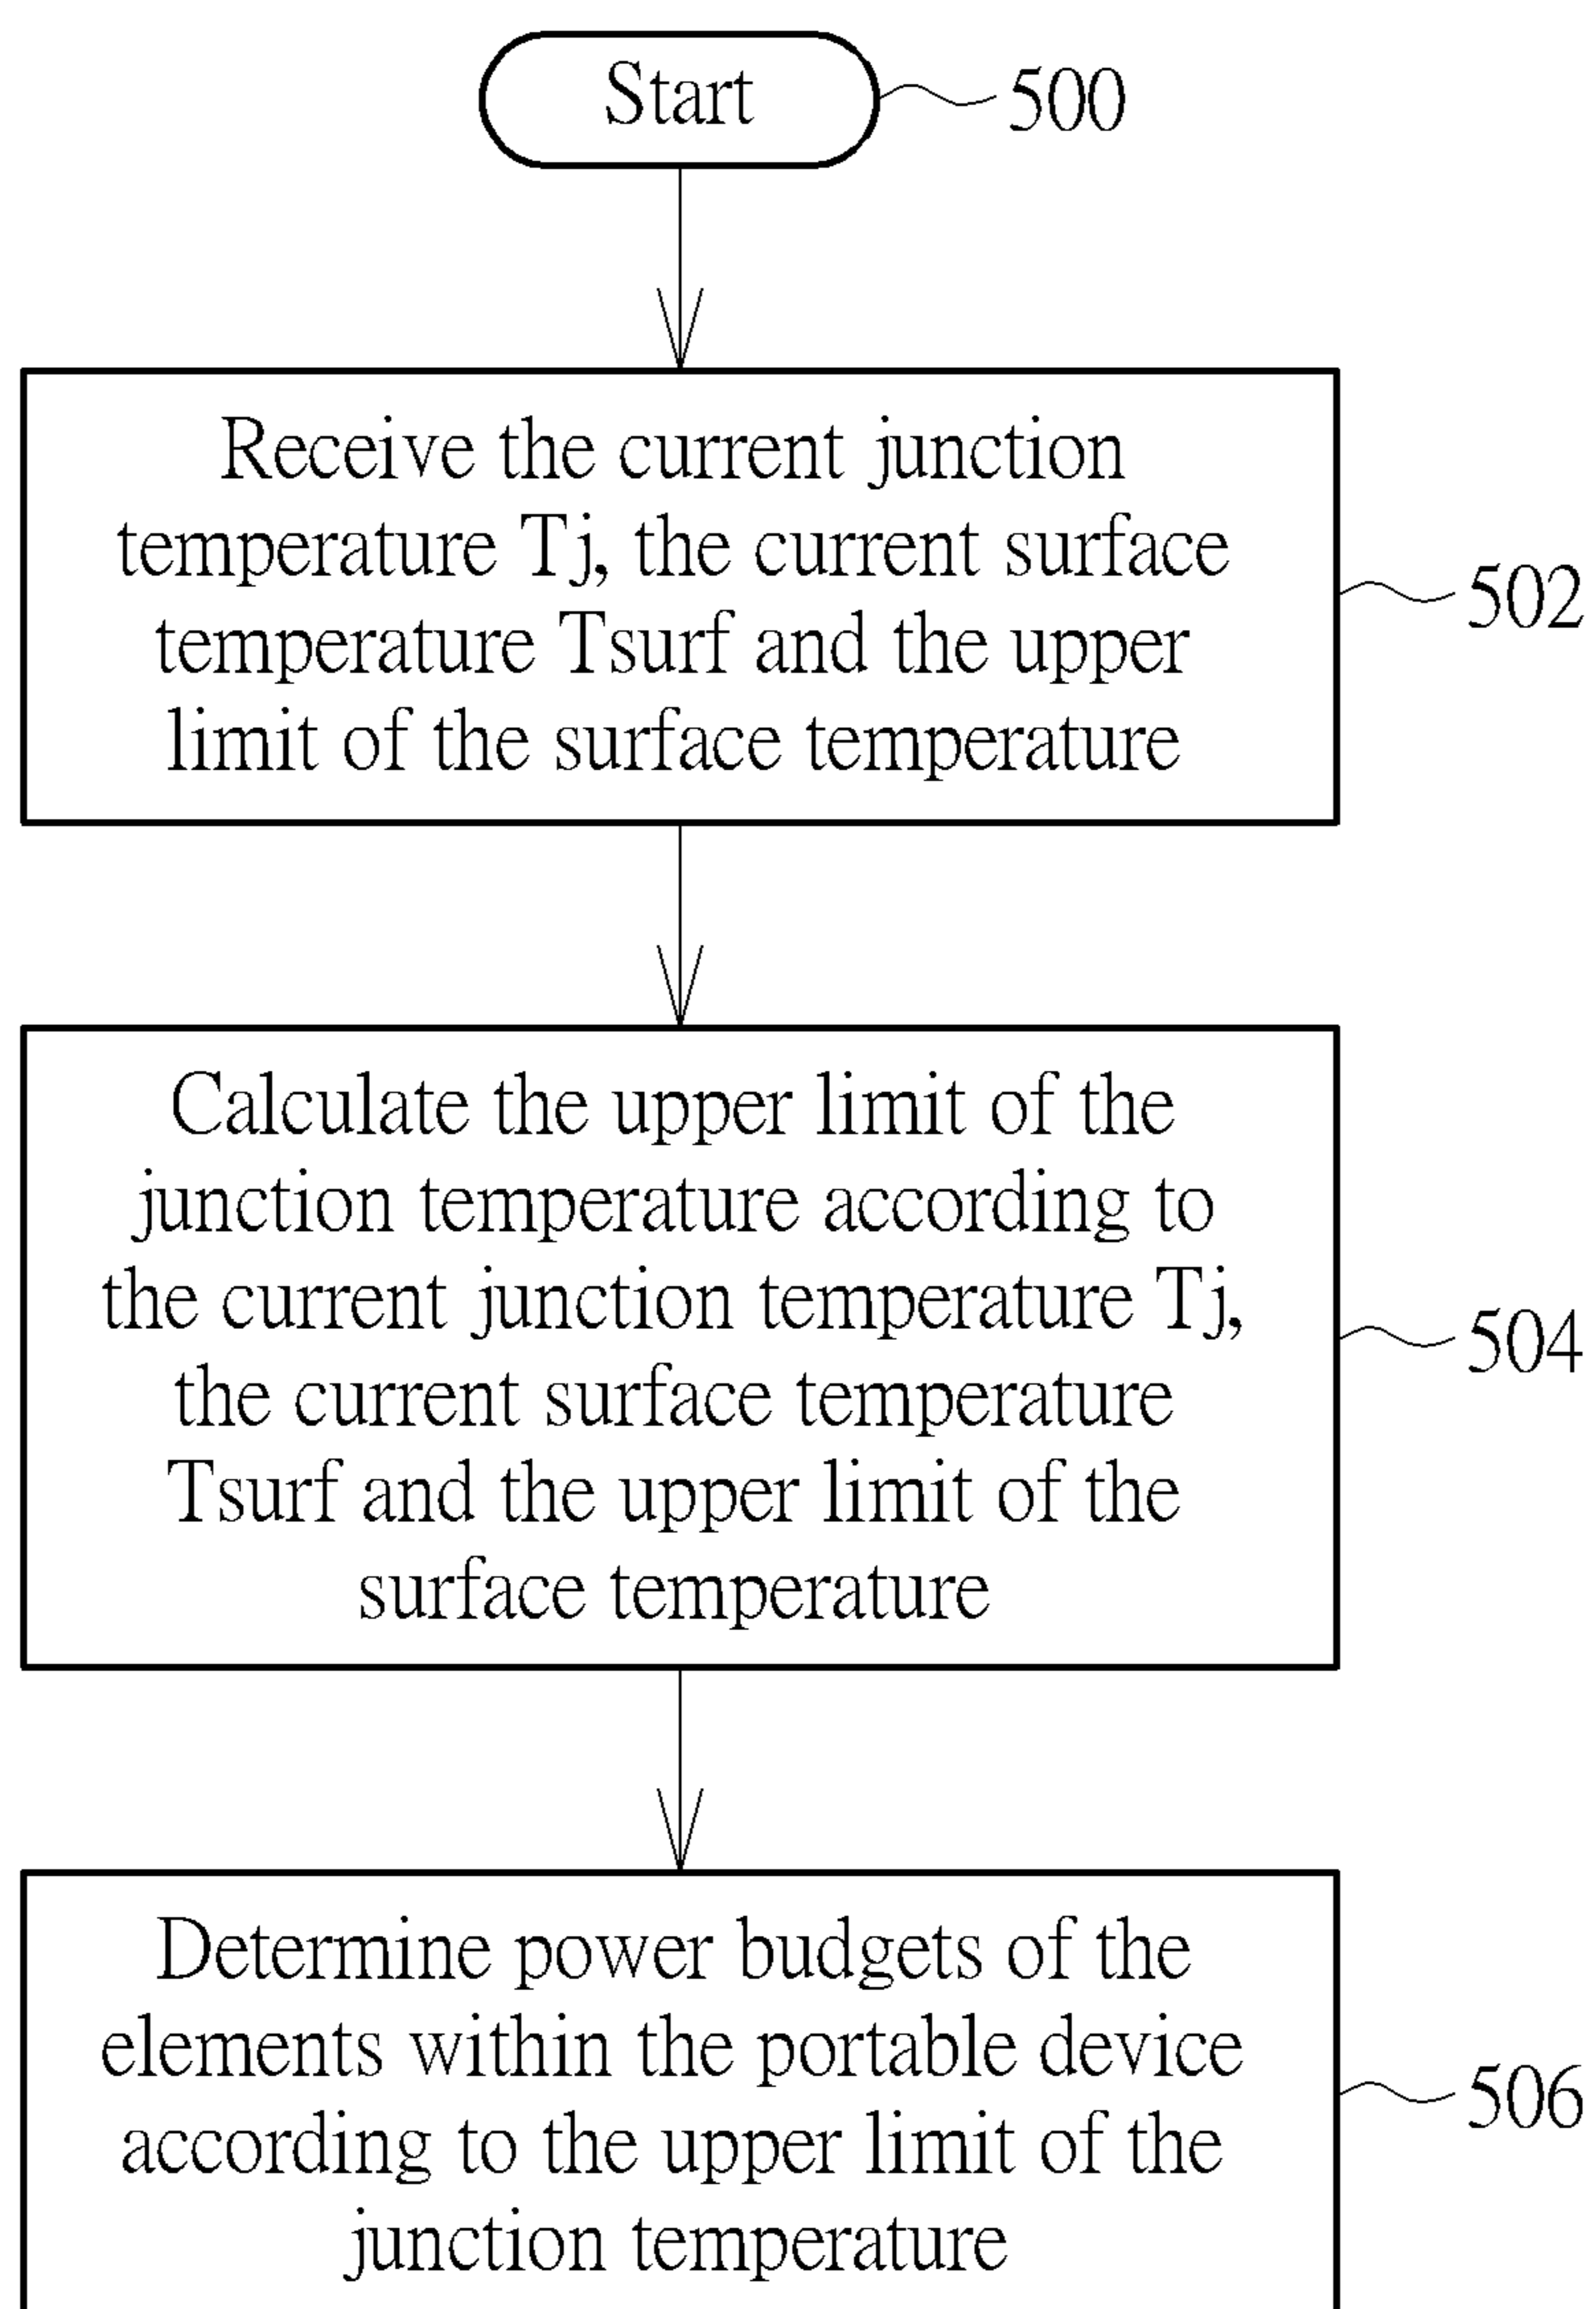 Start
500
Receive the current junction
temperature Tj, the current surface
temperature Tsurf and the upper
limit of the surface temperature
502
Calculate the upper limit of the
junction temperature according to
the current junction temperature Tj,
the current surface temperature
Tsurf and the upper limit of the
surface temperature
504
Determine power budgets of the
elements within the portable device
according to the upper limit of the
junction temperature
506